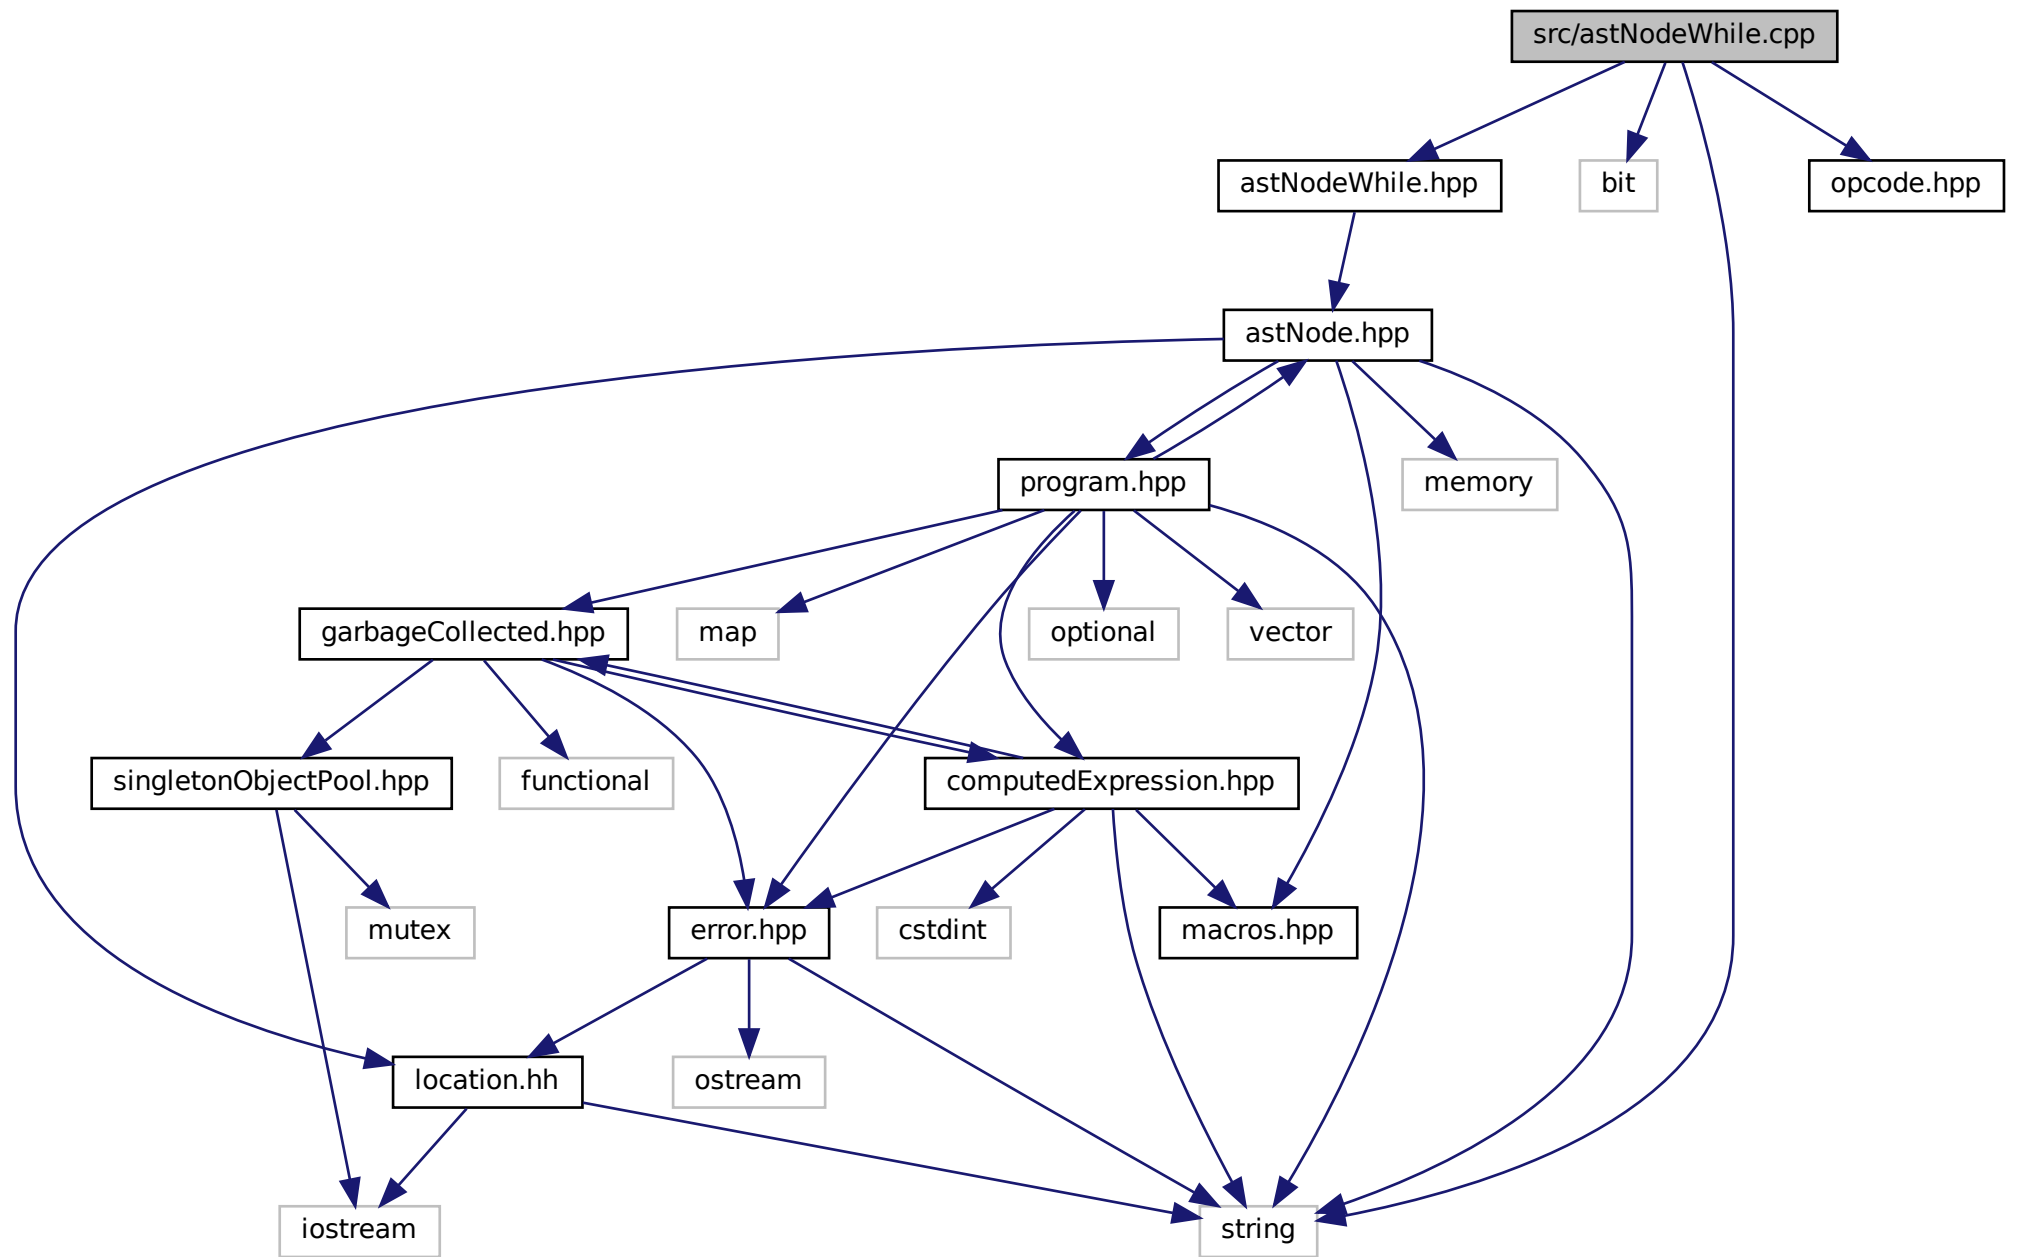 src/astNodeWhile.cpp
astNodeWhile.hpp
bit
opcode.hpp
astNode.hpp
program.hpp
memory
garbageCollected.hpp
map
optional
vector
singletonObjectPool.hpp
functional
computedExpression.hpp
mutex
error.hpp
cstdint
macros.hpp
location.hh
ostream
iostream
string